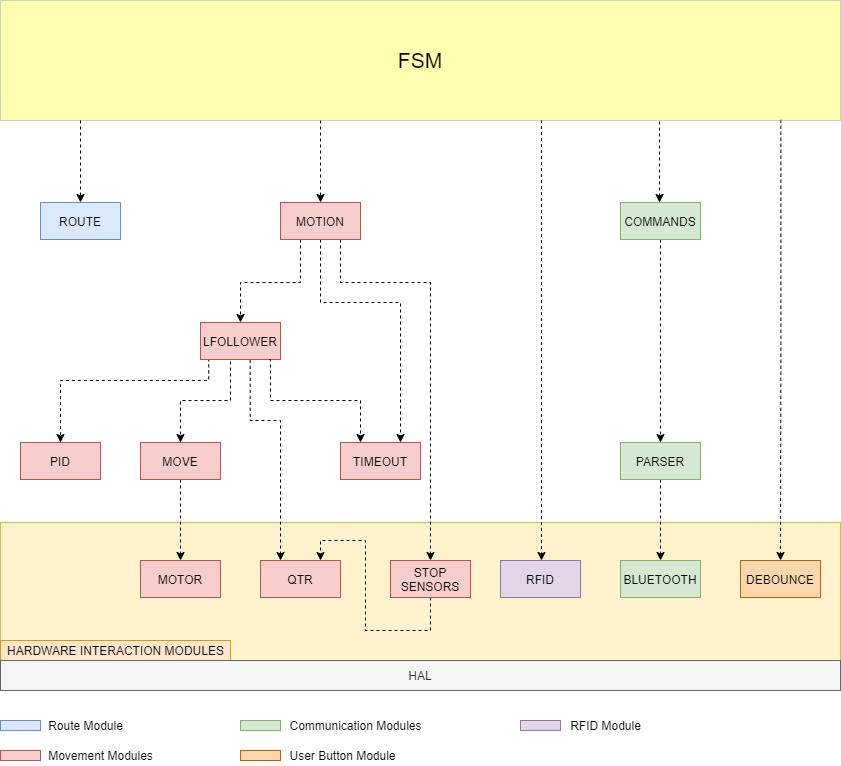 FSM
ROUTE
MOTION
COMMANDS
LFOLLOWER
PID
MOVE
TIMEOUT
PARSER
MOTOR
QTR
STOP
SENSORS
RFID
BLUETOOTH
DEBOUNCE
HARDWARE INTERACTION MODULES
HAL
Route Module
Communication Modules
RFID Module
Movement Modules
User Button Module